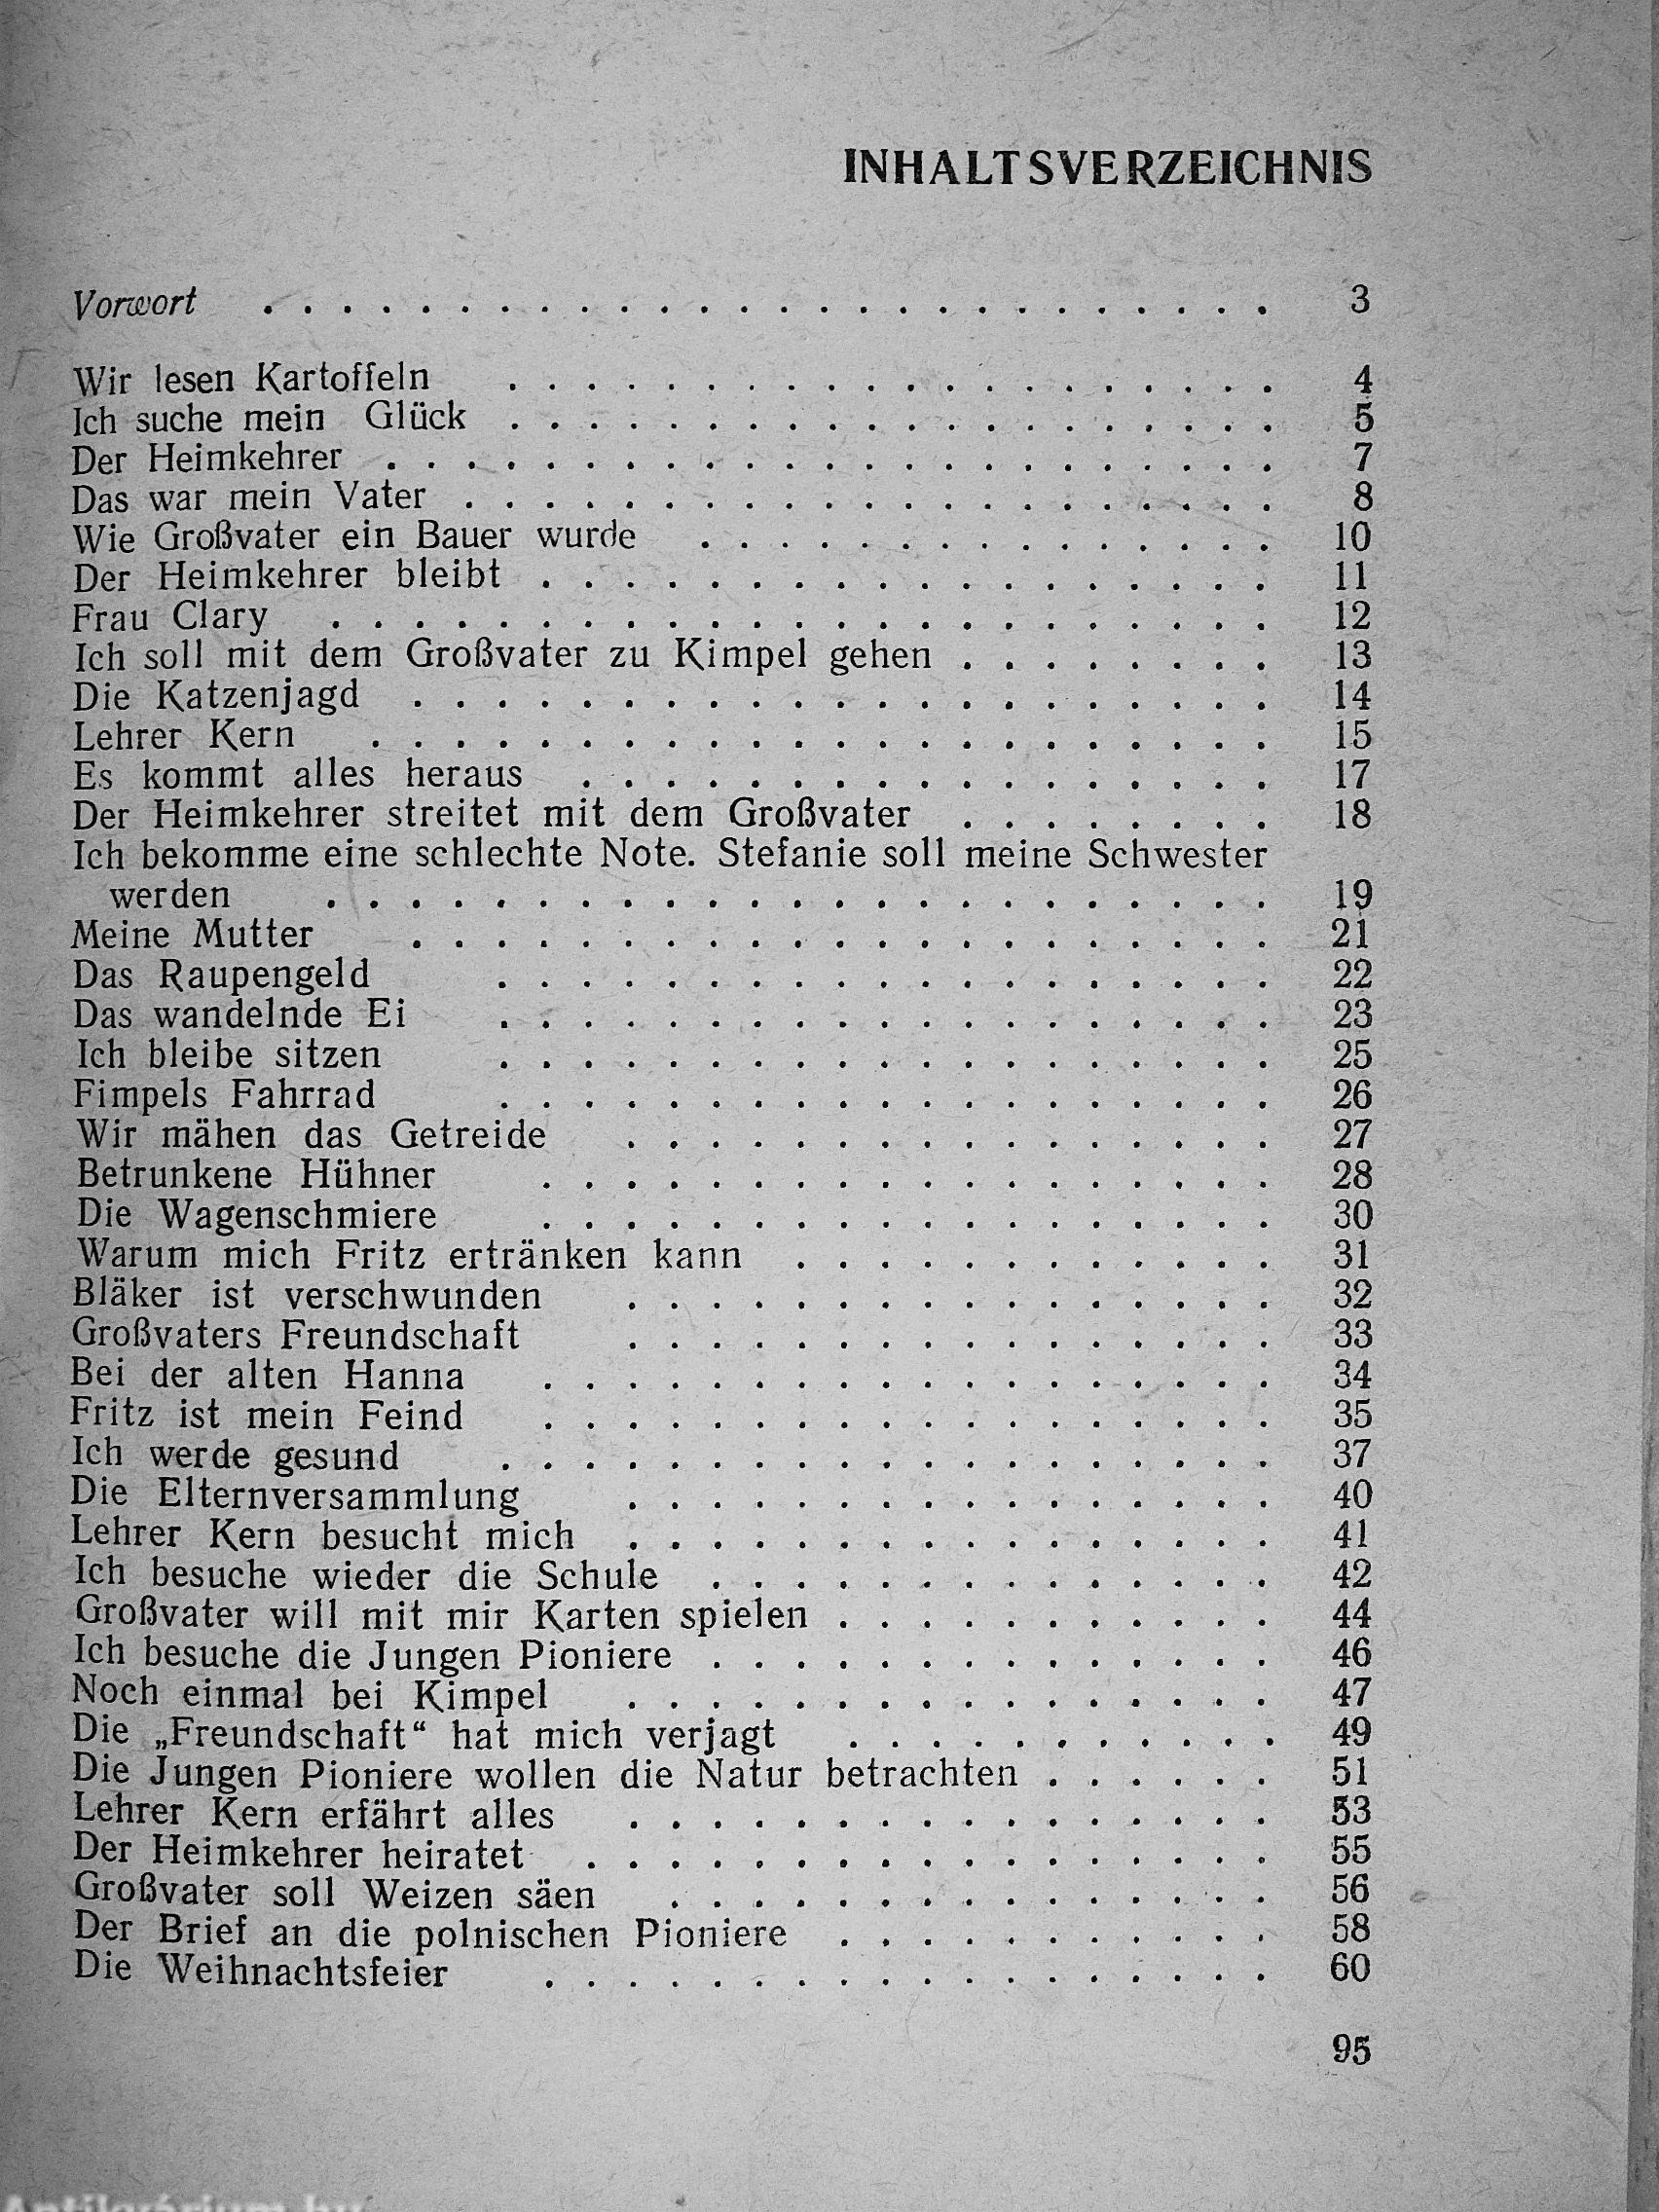 INHALTSVERZEICHNIS
Vorwort . . . . . . . . . . . . . . . . . . . . . . . . . . 3
Wir lesen Kartoffeln . . . . . . . . . . . . . . . . . . . . 4
Ich suche mein Glück . . . . . . . . . . . . . . . . . . . . 5
Der Heimkehrer . . . . . . . . . . . . . . . . . . . . . . . 7
Das war mein Vater . . . . . . . . . . . . . . . . . . . . . 8
Wie Großvater ein Bauer wurde . . . . . . . . . . . . . . . 10
Der Heimkehrer bleibt . . . . . . . . . . . . . . . . . . 11
Frau Clary . . . . . . . . . . . . . . . . . . . . . . . 12
Ich soll mit dem Großvater zu Kimpel gehen . . . . . . . . 13
Die Katzenjagd . . . . . . . . . . . . . . . . . . . . . 14
Lehrer Kern . . . . . . . . . . . . . . . . . . . . . . 15
Es kommt alles heraus . . . . . . . . . . . . . . . . . 17
Der Heimkehrer streitet mit dem Großvater . . . . . . . . 18
Ich bekomme eine schlechte Note. Stefanie soll meine Schwester
werden . . . . . . . . . . . . . . . . . . . . . . . 19
Meine Mutter . . . . . . . . . . . . . . . . . . . . . 21
Das Raupengeld . . . . . . . . . . . . . . . . . . . 22
Das wandelnde Ei . . . . . . . . . . . . . . . . . . . 23
Ich bleibe sitzen . . . . . . . . . . . . . . . . . . . 25
Fimpels Fahrrad . . . . . . . . . . . . . . . . . . . 26
Wir mähen das Getreide . . . . . . . . . . . . . . . . 27
Betrunkene Hühner . . . . . . . . . . . . . . . . . . 28
Die Wagenschmiere . . . . . . . . . . . . . . . . . . 30
Warum mich Fritz ertränken kann . . . . . . . . . . . . 31
Bläker ist verschwunden . . . . . . . . . . . . . . . . 32
Großvaters Freundschaft . . . . . . . . . . . . . . . . 33
Bei der alten Hanna . . . . . . . . . . . . . . . . . . 34
Fritz ist mein Feind . . . . . . . . . . . . . . . . . . 35
Ich werde gesund . . . . . . . . . . . . . . . . . . . 37
Die Elternversammlung . . . . . . . . . . . . . . . . 40
Lehrer Kern besucht mich . . . . . . . . . . . . . . . . 41
Ich besuche wieder die Schule . . . . . . . . . . . . . . 42
Großvater will mit mir Karten spielen . . . . . . . . . . . 44
Ich besuche die Jungen Pioniere . . . . . . . . . . . . . . 46
Noch einmal bei Kimpel . . . . . . . . . . . . . . . . 47
Die „Freundschaft“ hat mich verjagt . . . . . . . . . . . 49
Die Jungen Pioniere wollen die Natur betrachten . . . . . . 51
Lehrer Kern erfährt alles . . . . . . . . . . . . . . . . 53
Der Heimkehrer heiratet . . . . . . . . . . . . . . . . . 55
Großvater soll Weizen säen . . . . . . . . . . . . . . . 56
Der Brief an die polnischen Pioniere . . . . . . . . . . . 58
Die Weihnachtsfeier . . . . . . . . . . . . . . . . . . 60
95